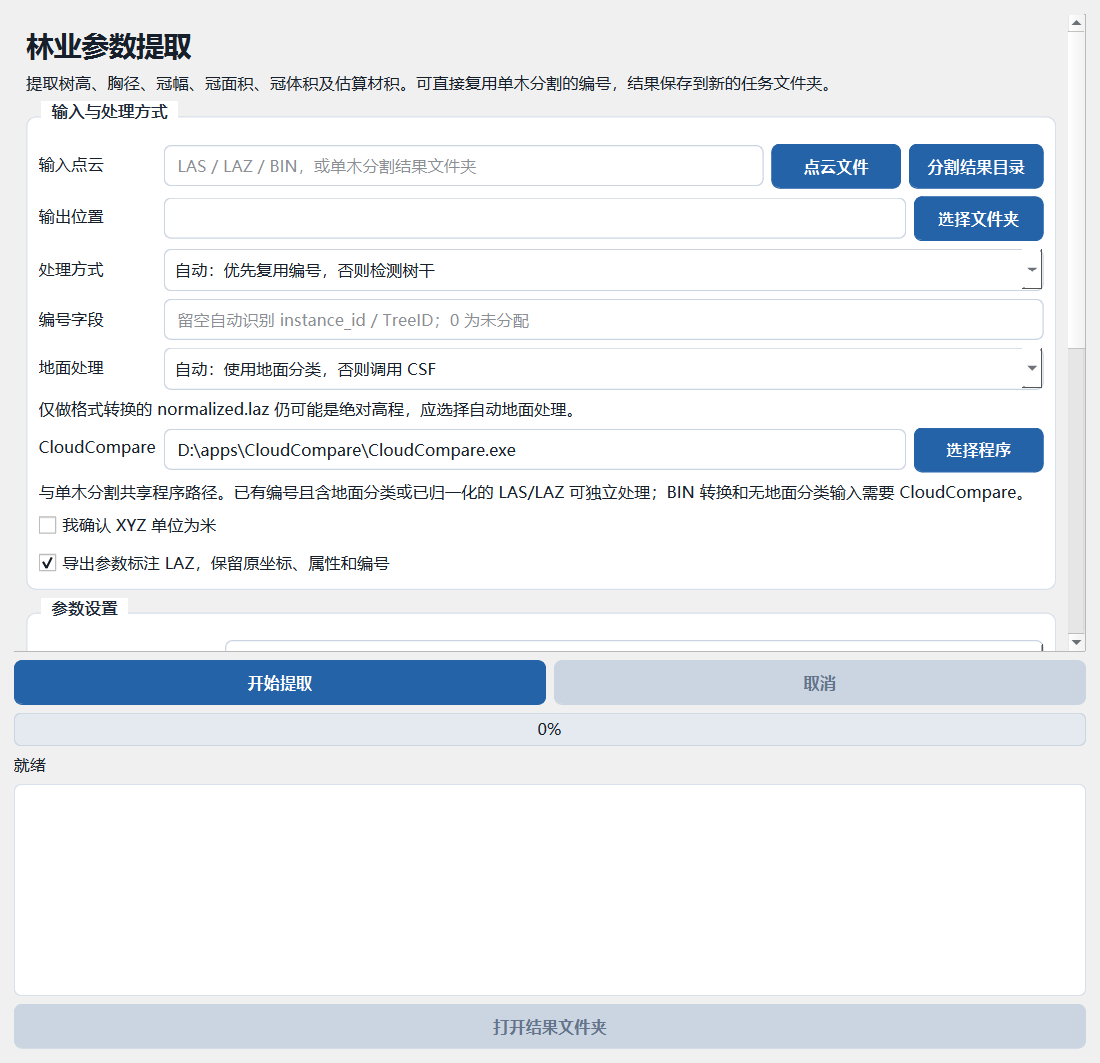 林业参数提取
提取树高、胸径、冠幅、冠面积、冠体积及估算材积。可直接复用单木分割的编号，结果保存到新的任务文件夹。
输入与处理方式
输入点云 LAS / LAZ / BIN，或单木分割结果文件夹 点云文件 分割结果目录
输出位置 选择文件夹
处理方式 自动：优先复用编号，否则检测树干
编号字段 留空自动识别 instance_id / TreeID；0 为未分配
地面处理 自动：使用地面分类，否则调用 CSF
仅做格式转换的 normalized.laz 仍可能是绝对高程，应选择自动地面处理。
CloudCompare D:\apps\CloudCompare\CloudCompare.exe 选择程序
与单木分割共享程序路径。已有编号且含地面分类或已归一化的 LAS/LAZ 可独立处理；BIN 转换和无地面分类输入需要 CloudCompare。
我确认 XYZ 单位为米
导出参数标注 LAZ，保留原坐标、属性和编号
参数设置
开始提取 取消
0%
就绪
打开结果文件夹